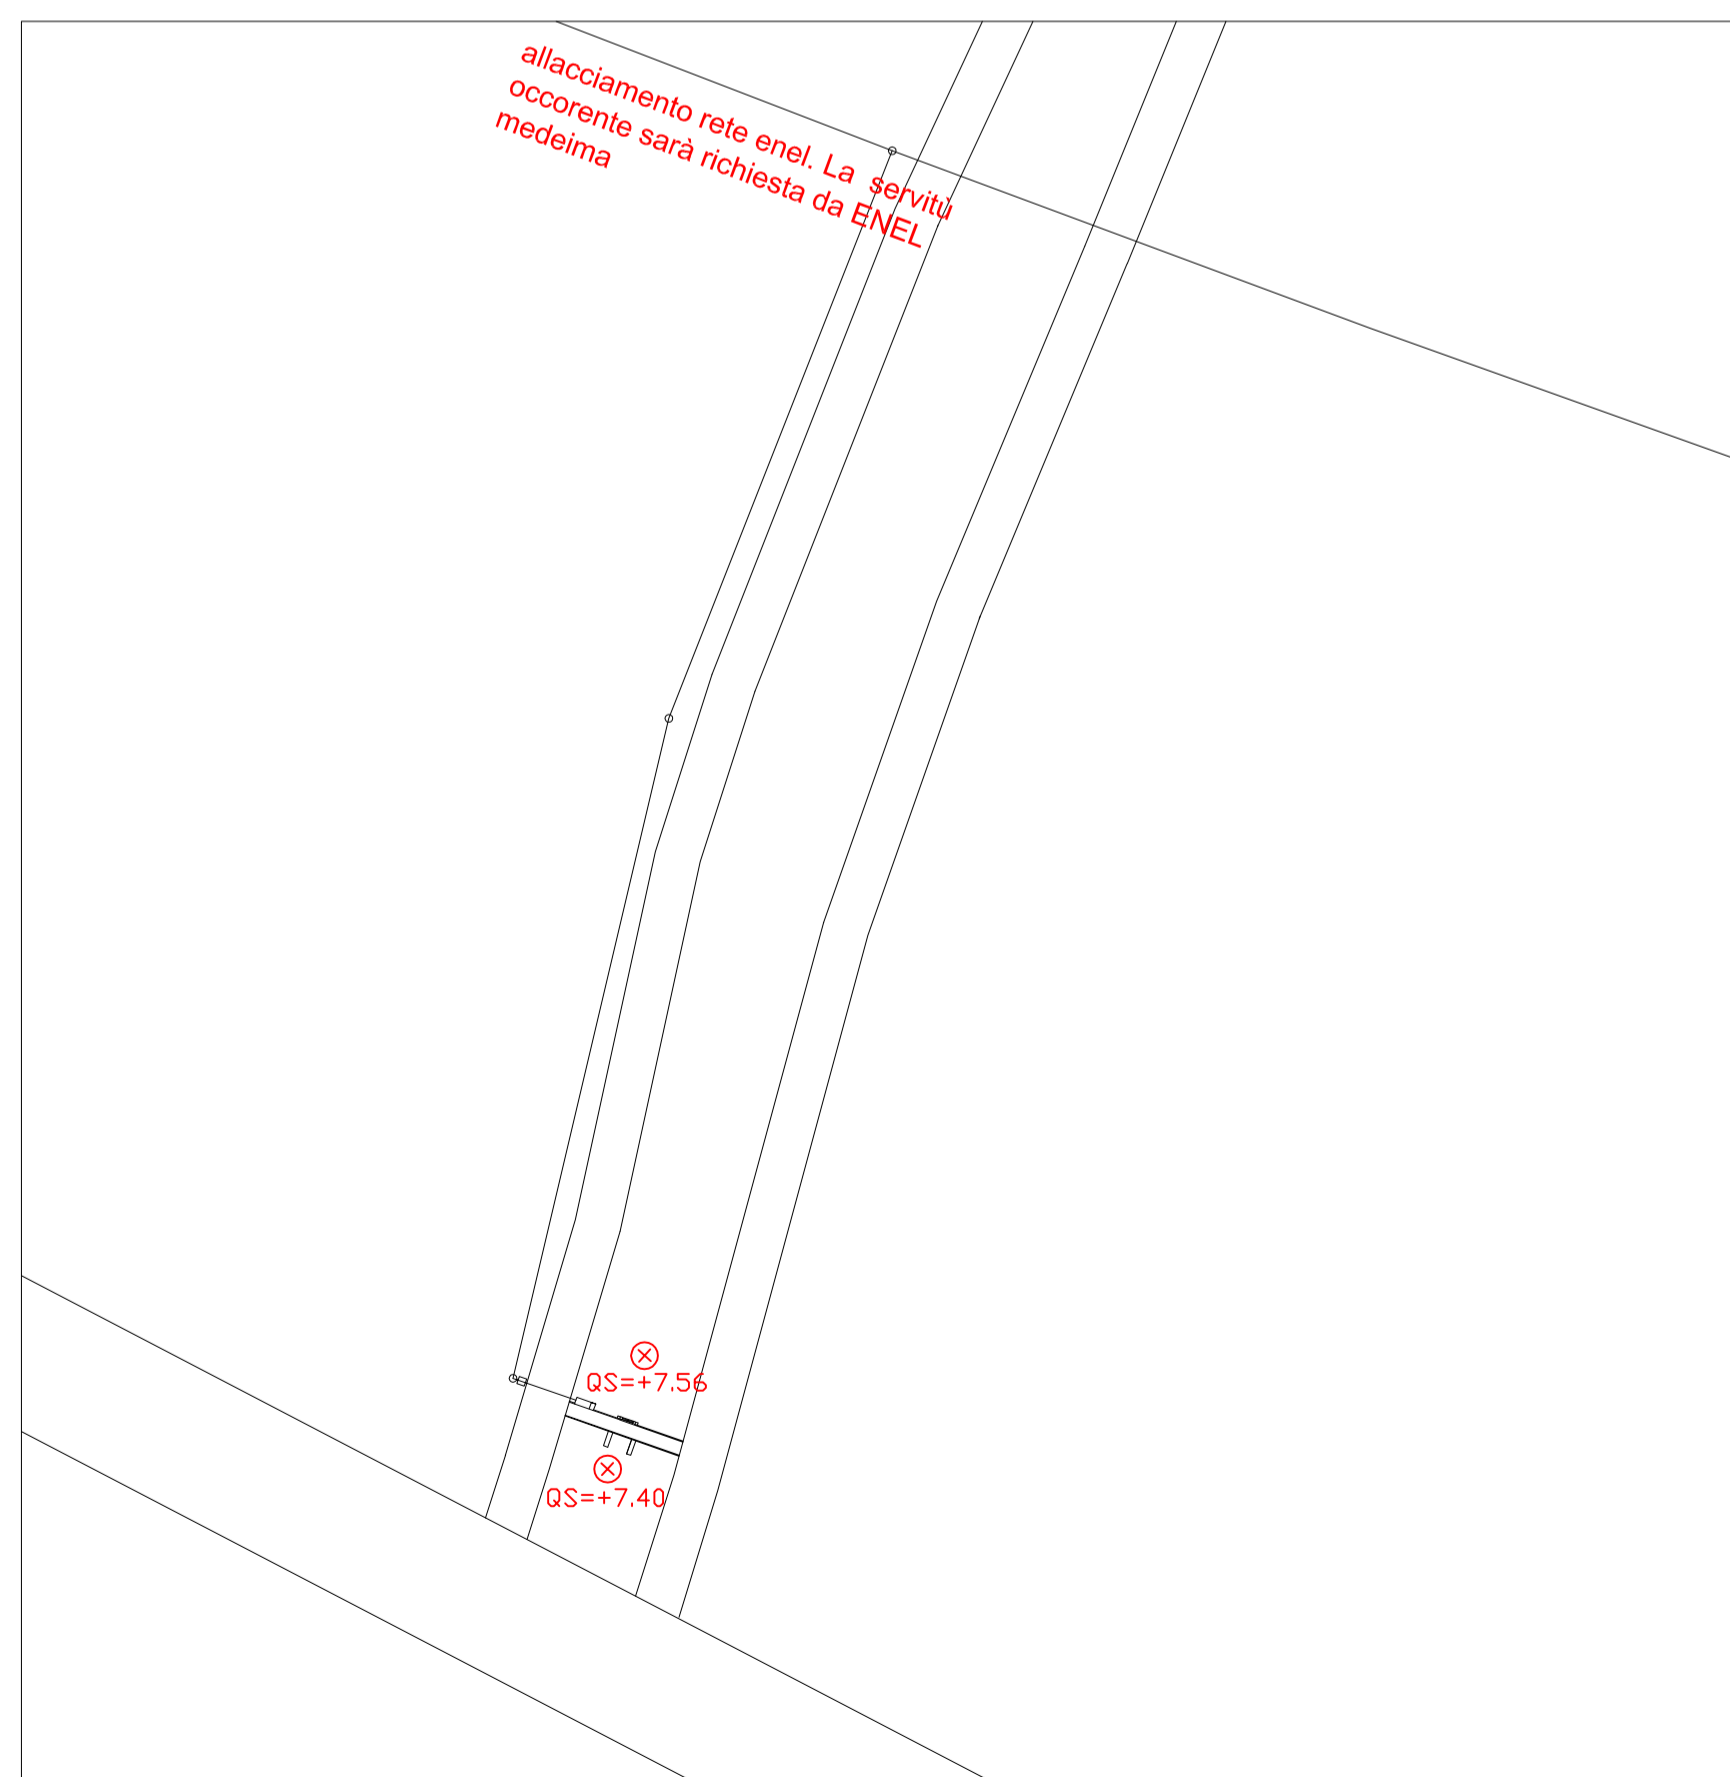 allacciamento rete enel. La  servitù
occorente sarà richiesta da ENEL
medeima
QS=+7.56
QS=+7.40